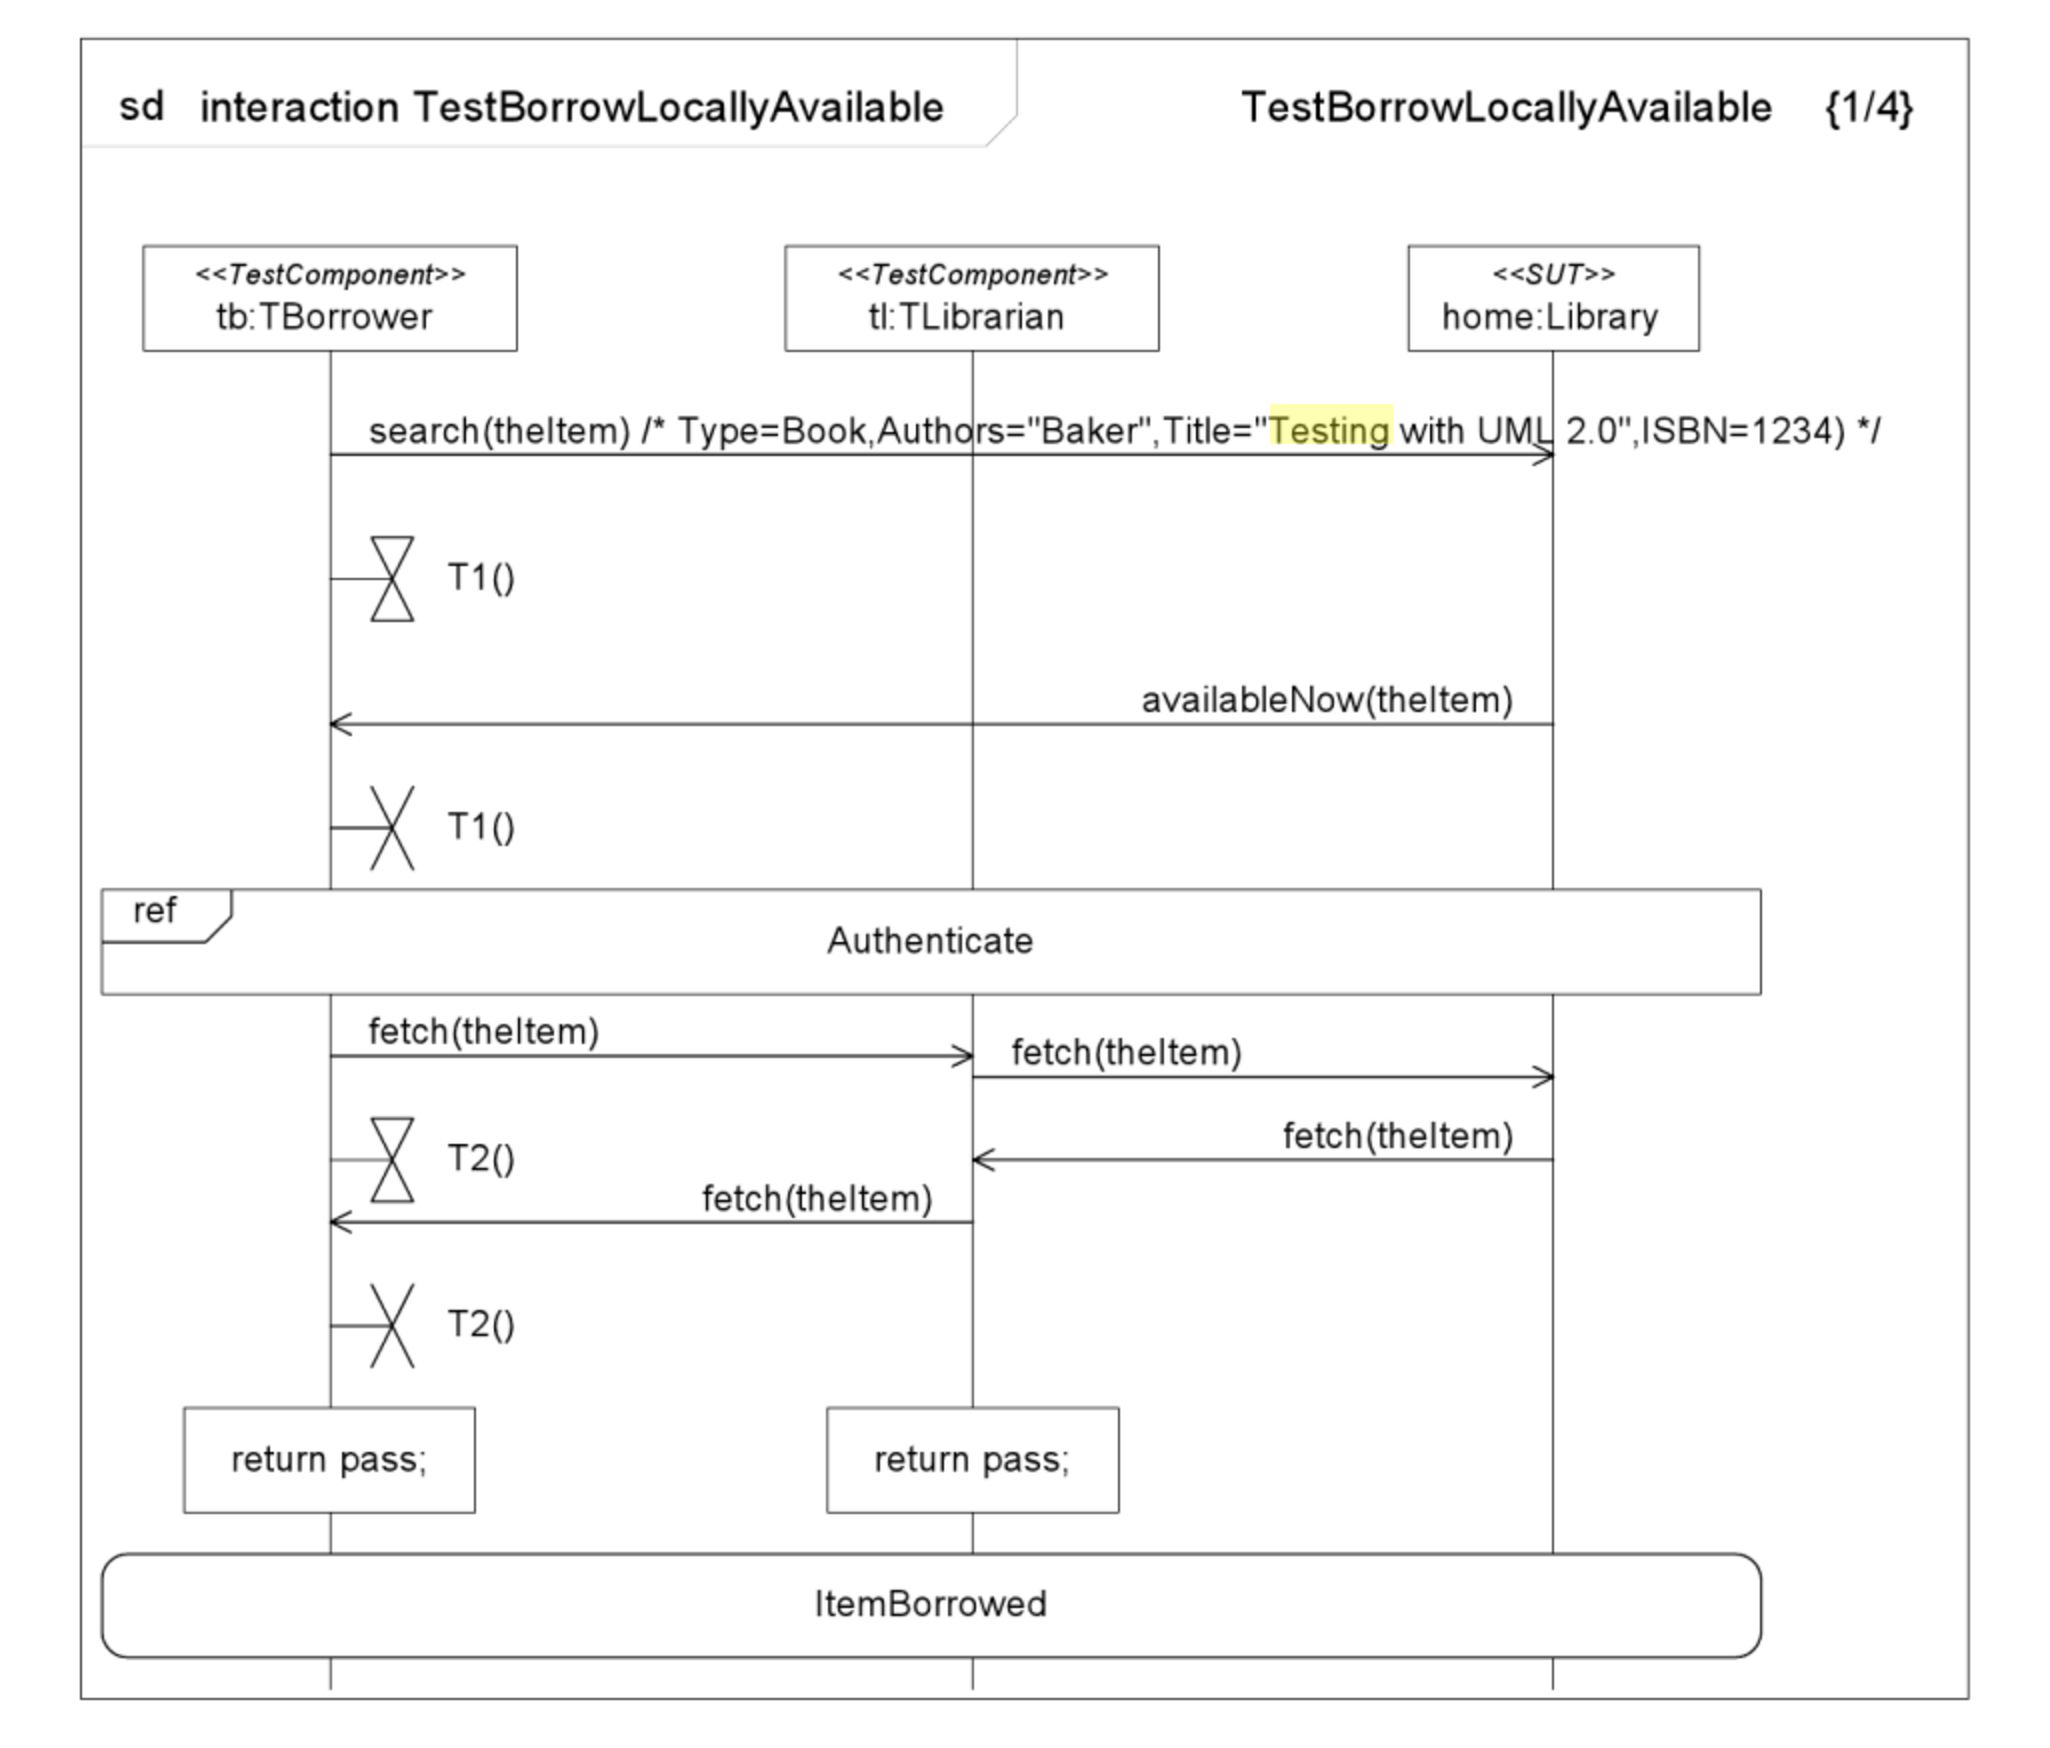 sd interaction TestBorrowLocallyAvailable
TestBorrowLocallyAvailable {1/4}
<<TestComponent>>
tb:TBorrower
<<TestComponent>>
tl:TLibrarian
<<SUT>>
home:Library
search(theItem) /* Type=Book,Authors="Baker",Title="Testing with UML 2.0",ISBN=1234) */
T1()
availableNow(theItem)
T1()
ref
Authenticate
fetch(theItem)
fetch(theItem)
fetch(theItem)
T2()
fetch(theItem)
T2()
return pass;
return pass;
ItemBorrowed